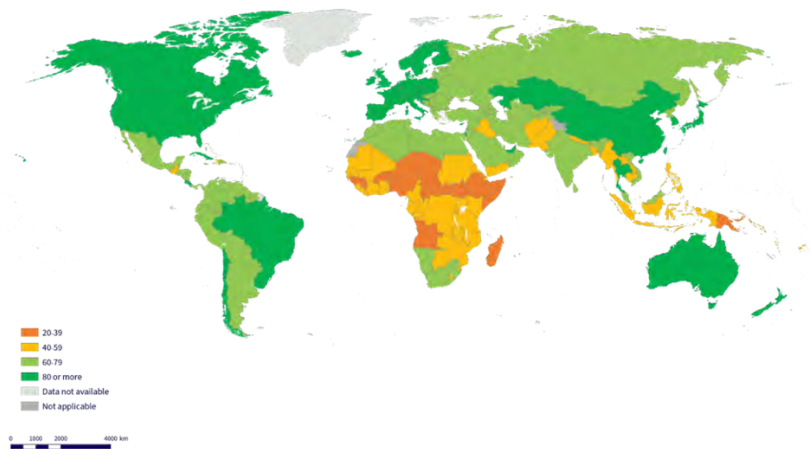 20-39
40-59
60-79
80 or more
Data not available
Not applicable
0 1000 2000 4000 km